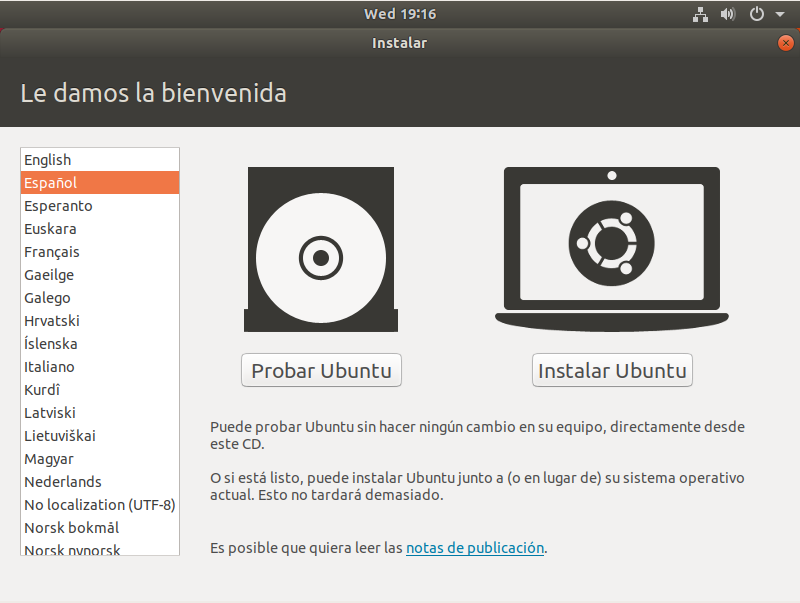 Wed 19:16
Instalar
Le damos la bienvenida
English
Español
Esperanto
Euskara
Français
Gaeilge
Galego
Hrvatski
Íslenska
Italiano
Kurdî
Latviski
Lietuviškai
Magyar
Nederlands
No localization (UTF-8)
Norsk bokmål
Norsk nynorsk
Probar Ubuntu
Instalar Ubuntu
Puede probar Ubuntu sin hacer ningún cambio en su equipo, directamente desde
este CD.
O si está listo, puede instalar Ubuntu junto a (o en lugar de) su sistema operativo
actual. Esto no tardará demasiado.
Es posible que quiera leer las notas de publicación.